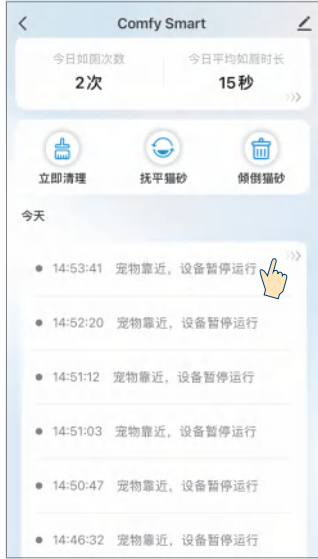 Comfy Smart
今日如厕次数 今日平均如厕时长
2次 15秒
立即清理 抚平猫砂 倾倒猫砂
今天
14:53:41 宠物靠近，设备暂停运行
14:52:20 宠物靠近，设备暂停运行
14:51:12 宠物靠近，设备暂停运行
14:51:03 宠物靠近，设备暂停运行
14:50:47 宠物靠近，设备暂停运行
14:46:32 宠物靠近，设备暂停运行